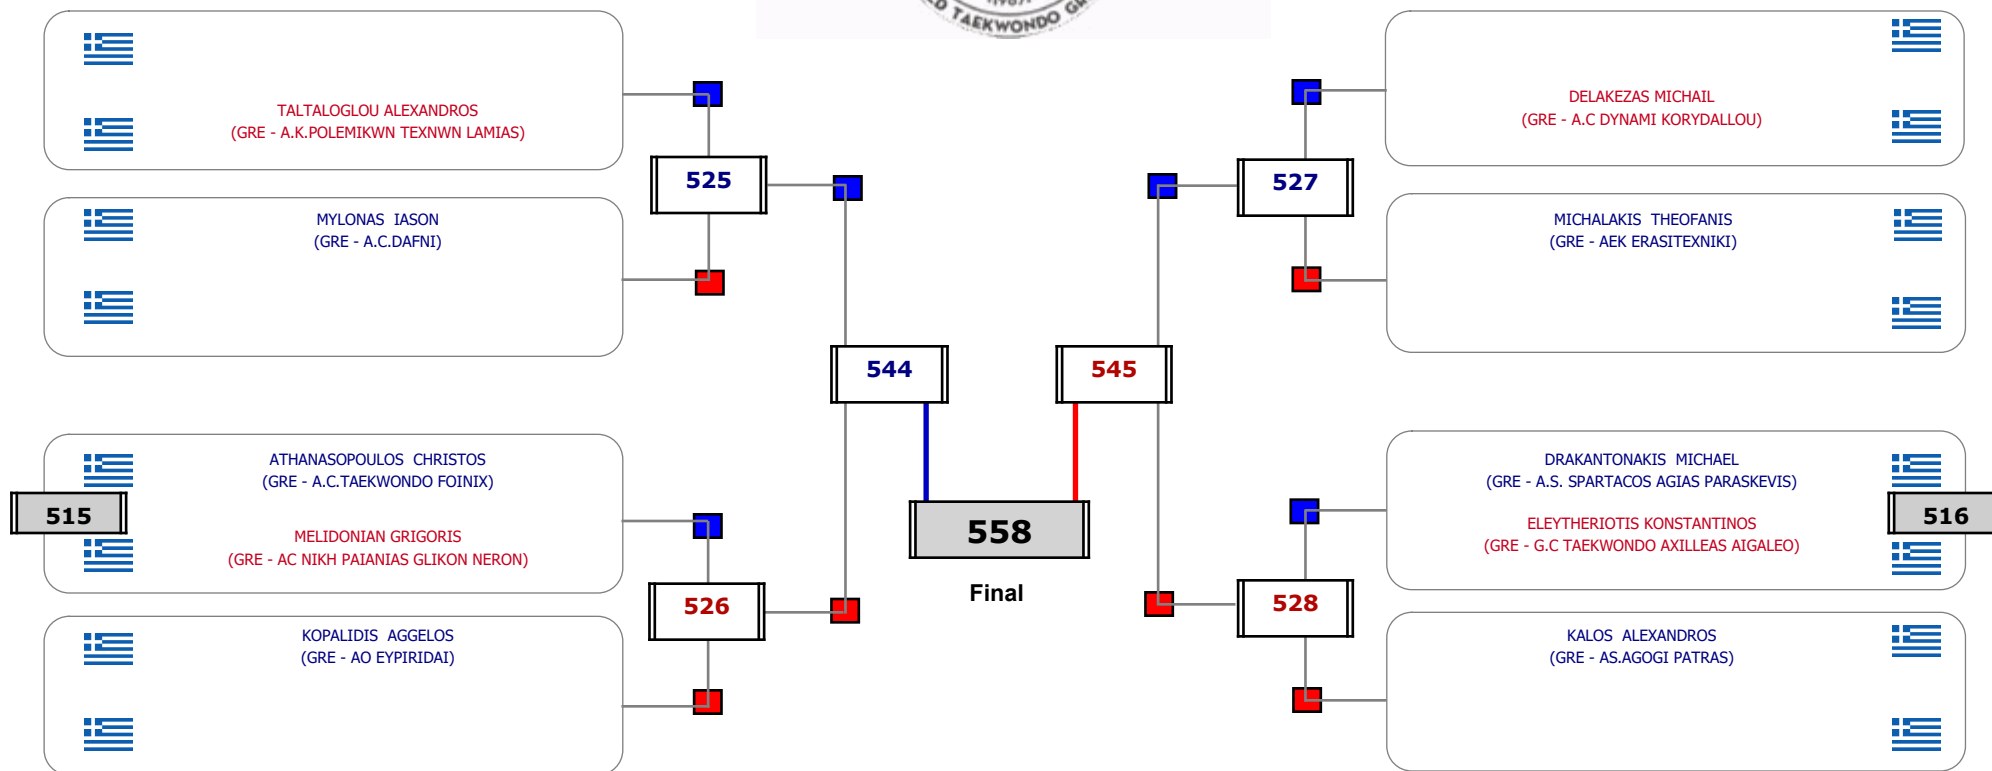 TAEKWONDO
TALTALOGLOU ALEXANDROS
(GRE - A.K.POLEMIKWN TEXNWN LAMIAS)
525
MYLONAS IASON
(GRE - A.C.DAFNI)
544
515
ATHANASOPOULOS CHRISTOS
(GRE - A.C.TAEKWONDO FOINIX)
MELIDONIAN GRIGORIS
(GRE - AC NIKH PAIANIAS GLIKON NERON)
526
KOPALIDIS AGGELOS
(GRE - AO EYPIRIDAI)
558
Final
DELAKEZAS MICHAIL
(GRE - A.C DYNAMI KORYDALLOU)
527
MICHALAKIS THEOFANIS
(GRE - AEK ERASITEXNIKI)
545
DRAKANTONAKIS MICHAEL
(GRE - A.S. SPARTACOS AGIAS PARASKEVIS)
516
ELEYTHERIOTIS KONSTANTINOS
(GRE - G.C TAEKWONDO AXILLEAS AIGALEO)
528
KALOS ALEXANDROS
(GRE - AS.AGOGI PATRAS)